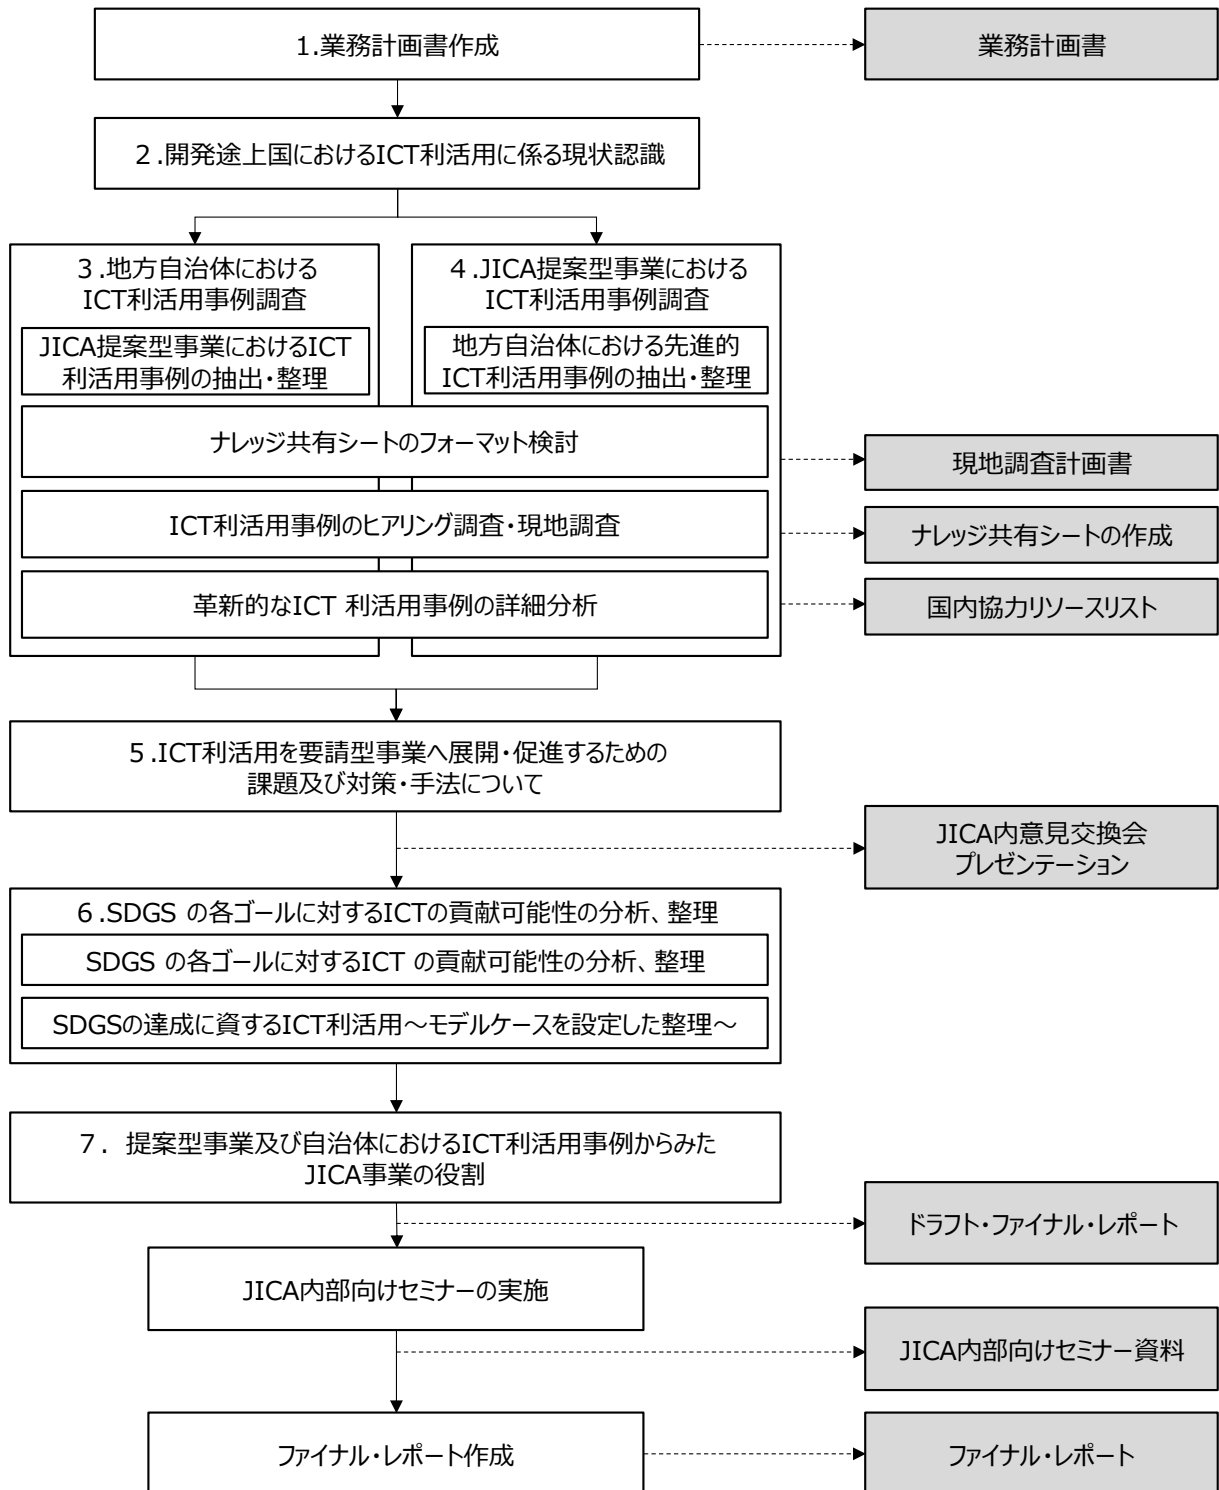 1.業務計画書作成
業務計画書
２.開発途上国におけるICT利活用に係る現状認識
３.地方自治体における
ICT利活用事例調査
JICA提案型事業におけるICT
利活用事例の抽出・整理
４.JICA提案型事業における
ICT利活用事例調査
地方自治体における先進的
ICT利活用事例の抽出・整理
ナレッジ共有シートのフォーマット検討
現地調査計画書
ICT利活用事例のヒアリング調査・現地調査
ナレッジ共有シートの作成
革新的なICT 利活用事例の詳細分析
国内協力リソースリスト
５.ICT利活用を要請型事業へ展開・促進するための
課題及び対策・手法について
JICA内意見交換会
プレゼンテーション
６.SDGS の各ゴールに対するICTの貢献可能性の分析、整理
SDGS の各ゴールに対するICT の貢献可能性の分析、整理
SDGSの達成に資するICT利活用～モデルケースを設定した整理～
７. 提案型事業及び自治体におけるICT利活用事例からみた
JICA事業の役割
ドラフト・ファイナル・レポート
JICA内部向けセミナーの実施
JICA内部向けセミナー資料
ファイナル・レポート作成
ファイナル・レポート